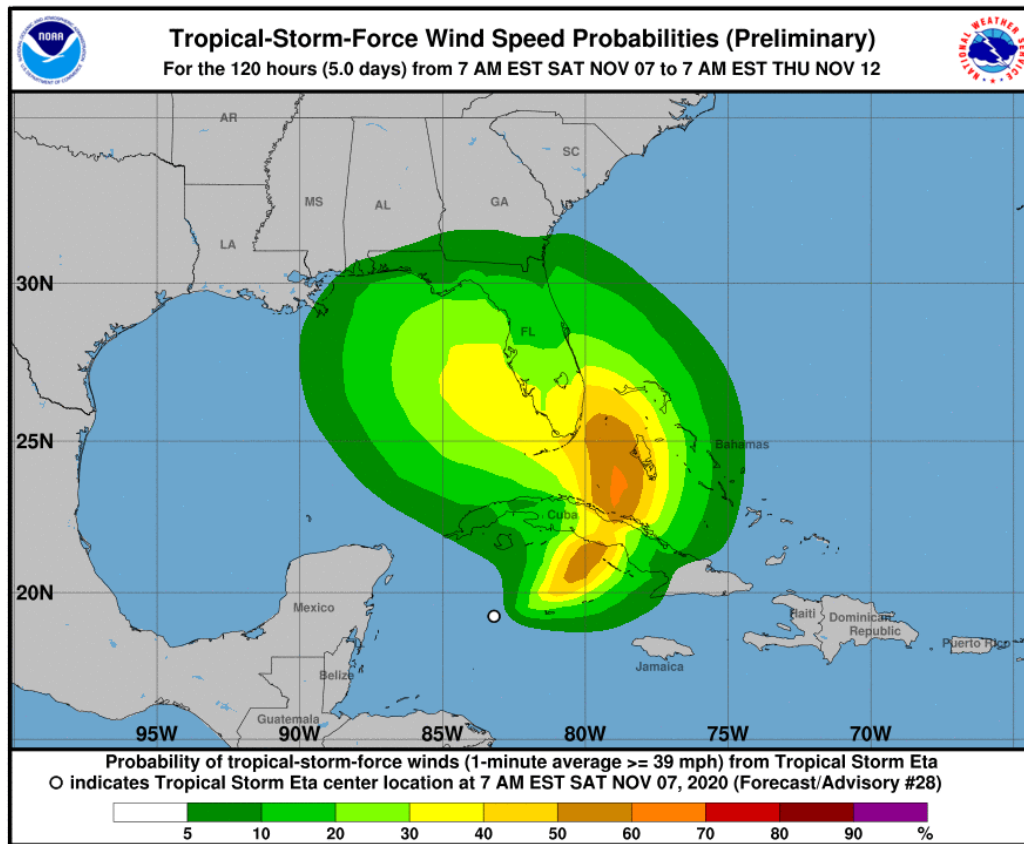 Tropical-Storm-Force Wind Speed Probabilities (Preliminary)
For the 120 hours (5.0 days) from 7 AM EST SAT NOV 07 to 7 AM EST THU NOV 12
NOAA
NATIONAL WEATHER SERVICE
AR
SC
MS
AL
GA
LA
30N
FL
25N
Bahamas
Cuba
20N
Mexico
Haiti
Dominican
Republic
Puerto Rico
Jamaica
Belize
Guatemala
95W
90W
85W
80W
75W
70W
Probability of tropical-storm-force winds (1-minute average >= 39 mph) from Tropical Storm Eta
indicates Tropical Storm Eta center location at 7 AM EST SAT NOV 07, 2020 (Forecast/Advisory #28)
5 10 20 30 40 50 60 70 80 90 %